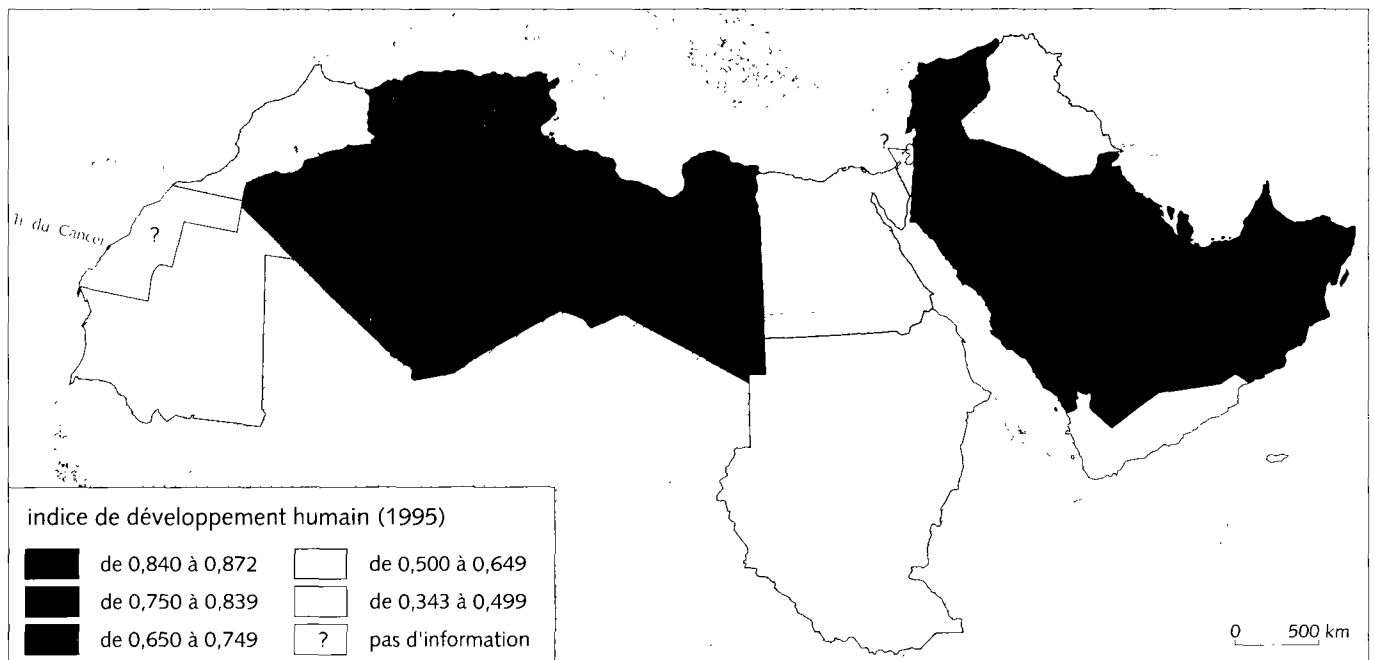 ?
?
?
Tr du Cancer
indice de développement humain (1995)
de 0,840 à 0,872
de 0,750 à 0,839
de 0,650 à 0,749
de 0,500 à 0,649
de 0,343 à 0,499
? pas d'information
0 500 km